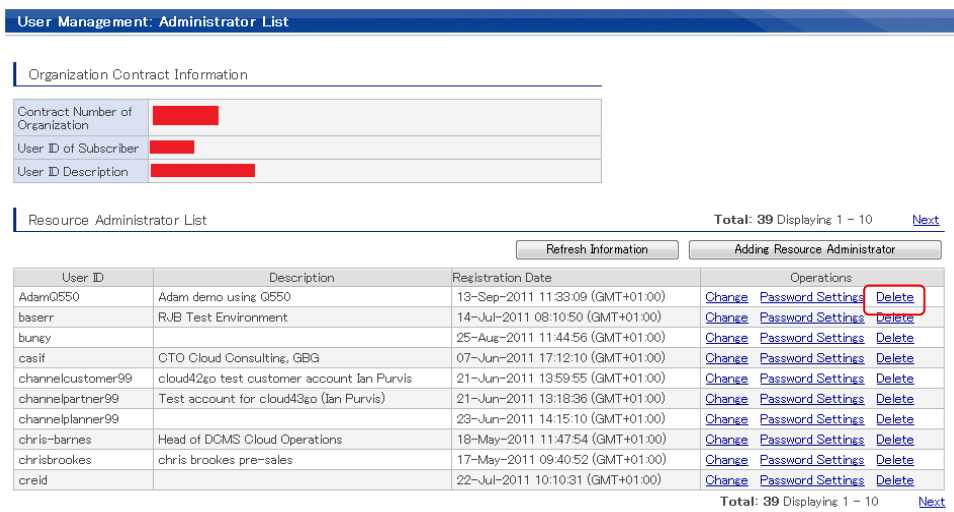 User Management: Administrator List
Organization Contract Information
Contract Number of
Organization
User ID of Subscriber
User ID Description
Resource Administrator List Total: 39 Displaying 1 - 10 Next
Refresh Information Adding Resource Administrator
User ID Description Registration Date Operations
AdamQ550 Adam demo using Q550 13-Sep-2011 11:33:09 (GMT+01:00) Change Password Settings Delete
baserr RJB Test Environment 14-Jul-2011 08:10:50 (GMT+01:00) Change Password Settings Delete
bungy 25-Aug-2011 11:44:56 (GMT+01:00) Change Password Settings Delete
casif CTO Cloud Consulting, GBG 07-Jun-2011 17:12:10 (GMT+01:00) Change Password Settings Delete
channelcustomer99 cloud42go test customer account Ian Purvis 21-Jun-2011 13:59:55 (GMT+01:00) Change Password Settings Delete
channelpartner99 Test account for cloud43go (Ian Purvis) 21-Jun-2011 13:18:36 (GMT+01:00) Change Password Settings Delete
channelplanner99 23-Jun-2011 14:15:10 (GMT+01:00) Change Password Settings Delete
chris-barnes Head of DCMS Cloud Operations 18-May-2011 11:47:54 (GMT+01:00) Change Password Settings Delete
chrisbrookes chris brookes pre-sales 17-May-2011 09:40:52 (GMT+01:00) Change Password Settings Delete
creid 22-Jul-2011 10:10:31 (GMT+01:00) Change Password Settings Delete
Total: 39 Displaying 1 - 10 Next